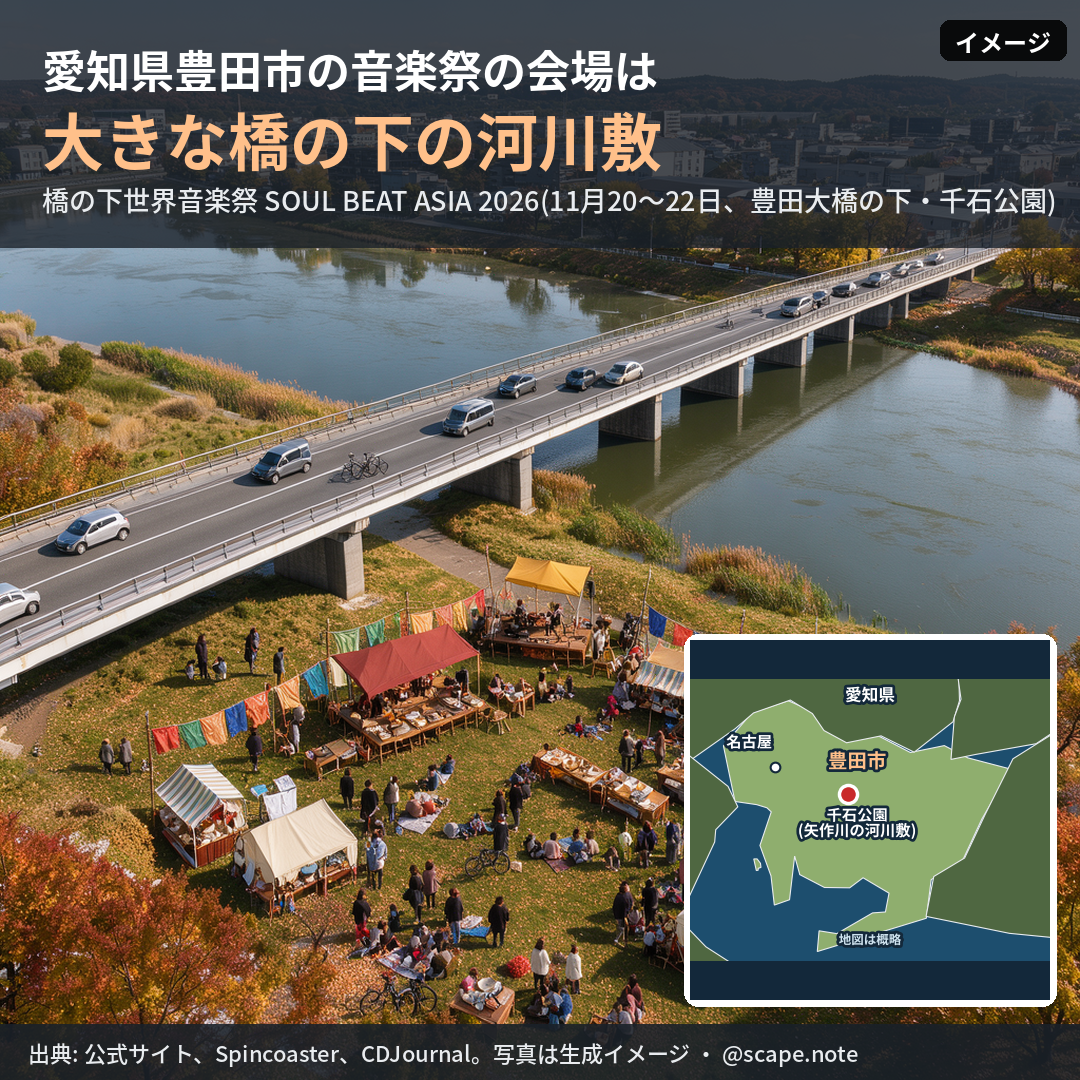 イメージ
愛知県豊田市の音楽祭の会場は
大きな橋の下の河川敷
橋の下世界音楽祭 SOUL BEAT ASIA 2026(11月20〜22日、豊田大橋の下・千石公園)
愛知県
名古屋
豊田市
千石公園
(矢作川の河川敷)
地図は概略
出典: 公式サイト、Spincoaster、CDJournal。写真は生成イメージ ・ @scape.note